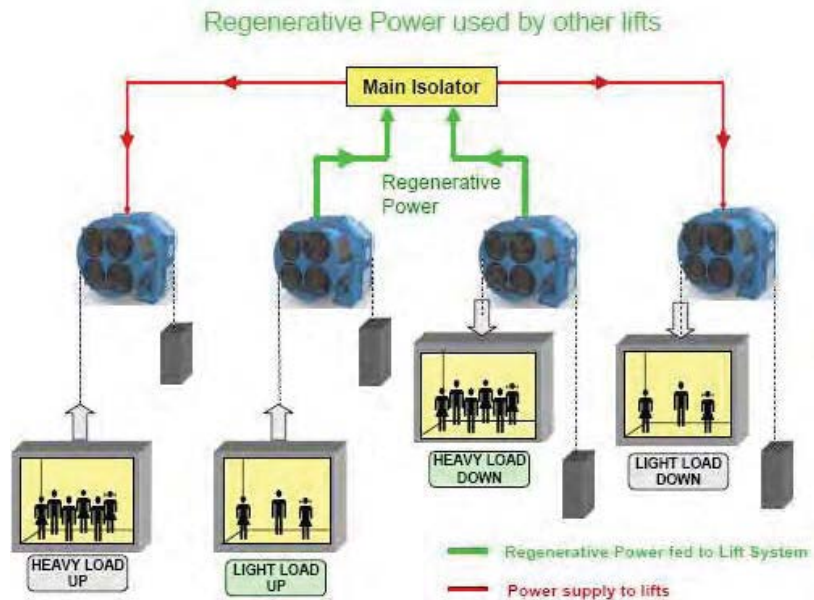 Regenerative Power used by other lifts
Main Isolator
Regenerative
Power
HEAVY LOAD
UP
LIGHT LOAD
UP
HEAVY LOAD
DOWN
LIGHT LOAD
DOWN
Regenerative Power fed to Lift System
Power supply to lifts